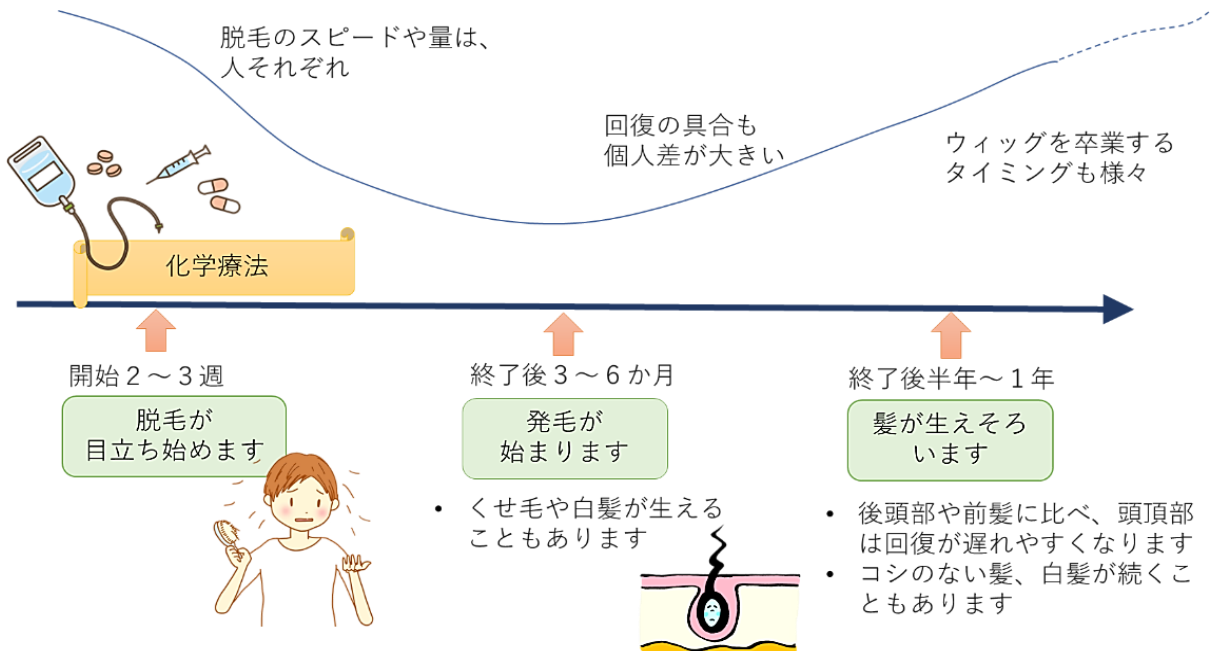 脱毛のスピードや量は、
人それぞれ
回復の具合も
個人差が大きい
ウィッグを卒業する
タイミングも様々
化学療法
開始２～３週
脱毛が
目立ち始めます
終了後３～６か月
発毛が
始まります
• くせ毛や白髪が生える
こともあります
終了後半年～１年
髪が生えそろ
います
• 後頭部や前髪に比べ、頭頂部
は回復が遅れやすくなります
• コシのない髪、白髪が続くこ
ともあります